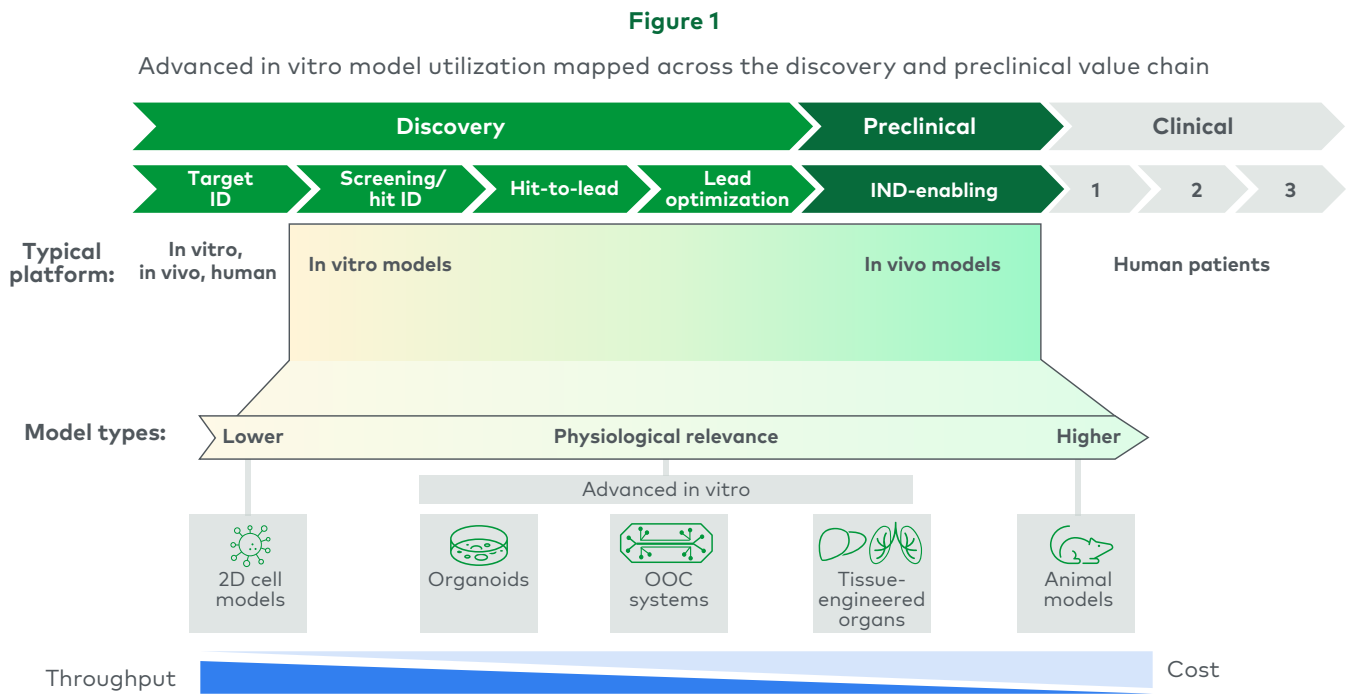 Figure 1
Advanced in vitro model utilization mapped across the discovery and preclinical value chain
Discovery
Preclinical
Clinical
Target
ID
Screening/
hit ID
Hit-to-lead
Lead
optimization
IND-enabling
1
2
3
Typical
platform:
In vitro,
in vivo, human
In vitro models
In vivo models
Human patients
Model types:
Lower
Physiological relevance
Higher
Advanced in vitro
2D cell
models
Organoids
OOC
systems
Tissue-
engineered
organs
Animal
models
Throughput
Cost